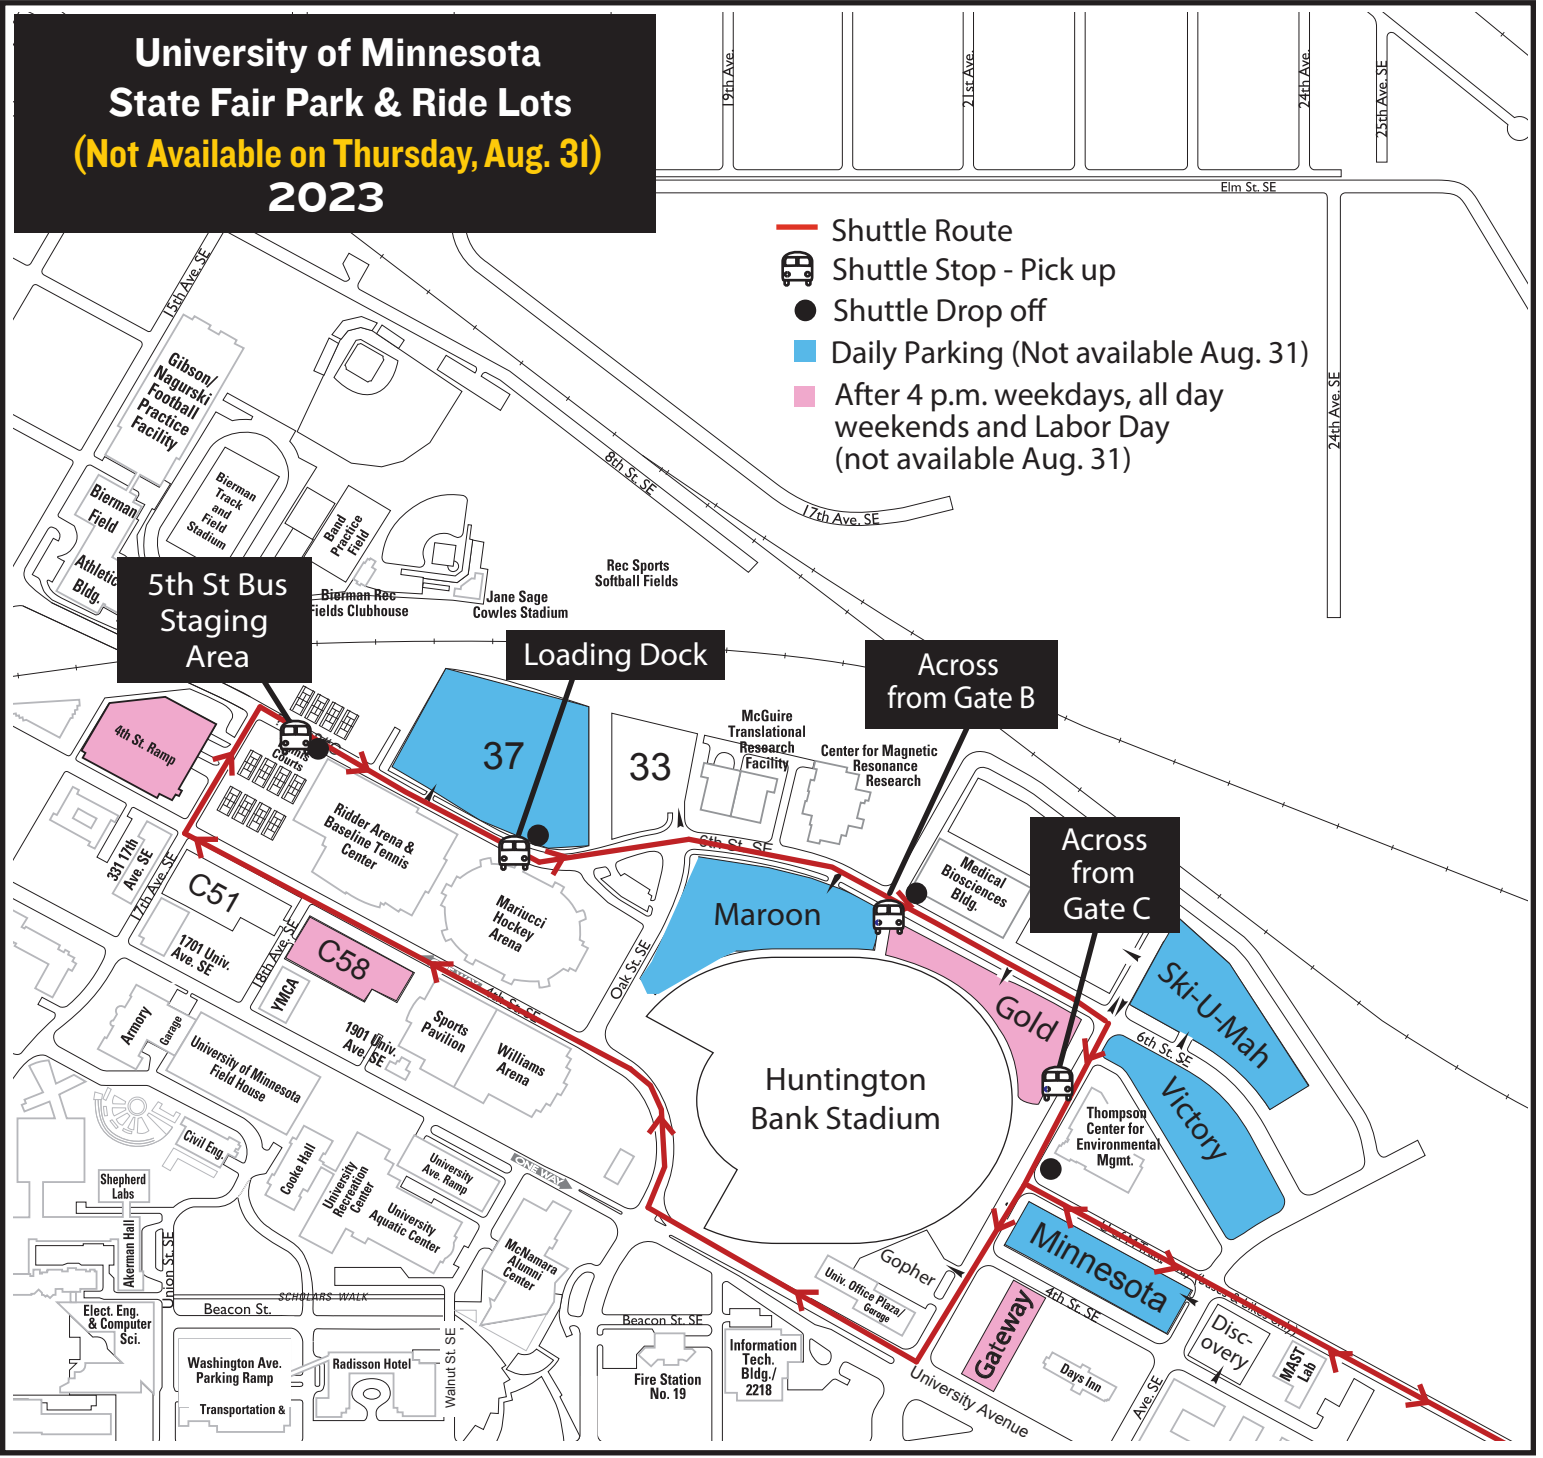 University of Minnesota
State Fair Park & Ride Lots
(Not Available on Thursday, Aug. 31)
2023
19th Ave.
21st Ave.
24th Ave.
25th Ave. SE
Elm St. SE
24th Ave. SE
Shuttle Route
Shuttle Stop - Pick up
Shuttle Drop off
Daily Parking (Not available Aug. 31)
After 4 p.m. weekdays, all day
weekends and Labor Day
(not available Aug. 31)
15th Ave. SE
Gibson/
Nagurski
Football
Practice
Facility
Bierman
Field
Athletic
Bldg.
Bierman
Track
and
Field
Stadium
Band
Practice
Field
8th St. SE
17th Ave. SE
Rec Sports
Softball Fields
Bierman Rec
Fields Clubhouse
Jane Sage
Cowles Stadium
5th St Bus
Staging
Area
Loading Dock
Across
from Gate B
Across
from
Gate C
4th St. Ramp
Courts
37
33
McGuire
Translational
Research
Facility
Center for Magnetic
Resonance
Research
6th St. SE
Ridder Arena &
Baseline Tennis
Center
Mariucci
Hockey
Arena
331 17th
Ave. SE
17th Ave. SE
C51
1701 Univ.
Ave. SE
18th Ave. SE
C58
YMCA
4th St. SE
Oak St. SE
Maroon
Medical
Biosciences
Bldg.
Gold
Ski-U-Mah
6th St. SE
Victory
Huntington
Bank Stadium
Thompson
Center for
Environmental
Mgmt.
Armory
Garage
University of Minnesota
Field House
1901 Univ.
Ave. SE
Sports
Pavilion
Williams
Arena
Civil Eng.
Cooke Hall
University
Recreation
Center
University
Ave. Ramp
University
Aquatic Center
ONE WAY
McNamara
Alumni
Center
Shepherd
Labs
Akerman Hall
Union St. SE
Elect. Eng.
& Computer
Sci.
SCHOLARS WALK
Beacon St.
Washington Ave.
Parking Ramp
Transportation &
Radisson Hotel
Walnut St. SE
Beacon St. SE
Fire Station
No. 19
Information
Tech.
Bldg./
2218
Univ. Office Plaza/
Garage
Gopher
Minnesota
4th St. SE
Gateway
Days Inn
University Avenue
Ave. SE
Disc-
overy
MAST
Lab